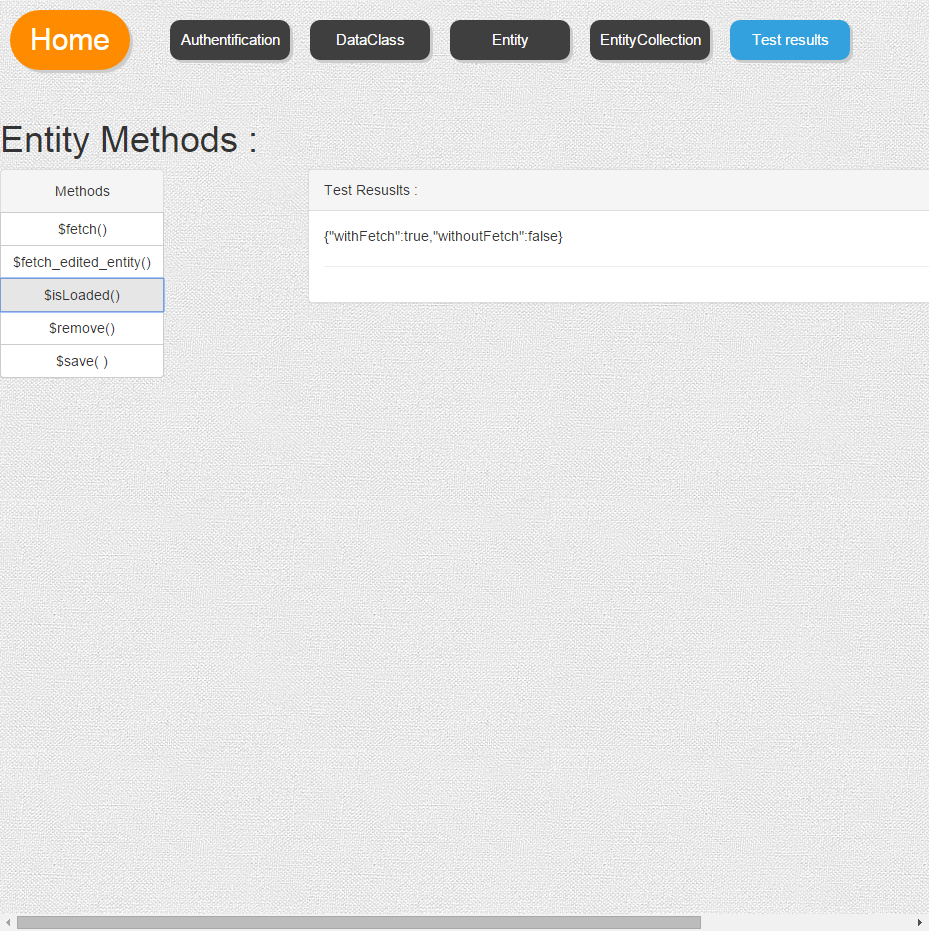 Home
Authentification
DataClass
Entity
EntityCollection
Test results
Entity Methods :
Methods
$fetch()
$fetch_edited_entity()
$isLoaded()
$remove()
$save( )
Test Resuslts :
{"withFetch":true,"withoutFetch":false}